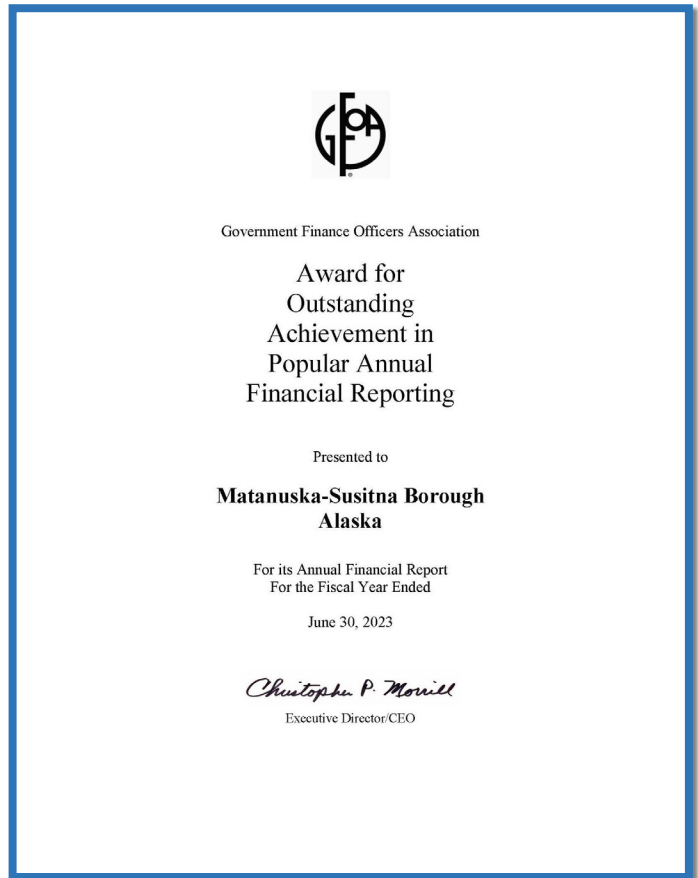 GFOA
Government Finance Officers Association
Award for
Outstanding
Achievement in
Popular Annual
Financial Reporting
Presented to
Matanuska-Susitna Borough
Alaska
For its Annual Financial Report
For the Fiscal Year Ended
June 30, 2023
Christopher P. Morrill
Executive Director/CEO